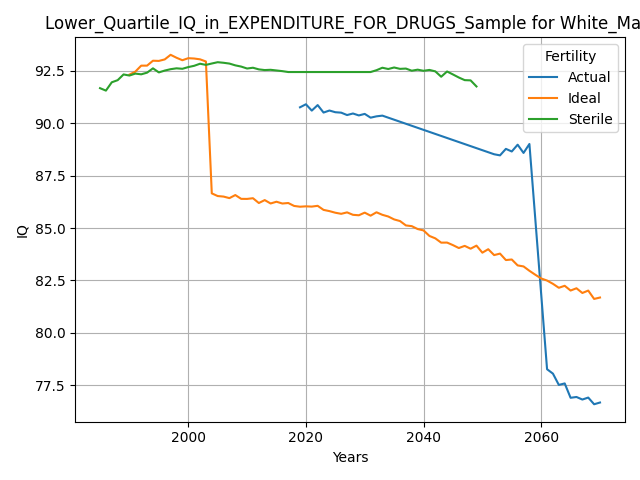 Lower_Quartile_IQ_in_EXPENDITURE_FOR_DRUGS_Sample for White_Ma
Fertility
Actual
Ideal
Sterile
IQ
92.5
90.0
87.5
85.0
82.5
80.0
77.5
2000
2020
2040
2060
Years